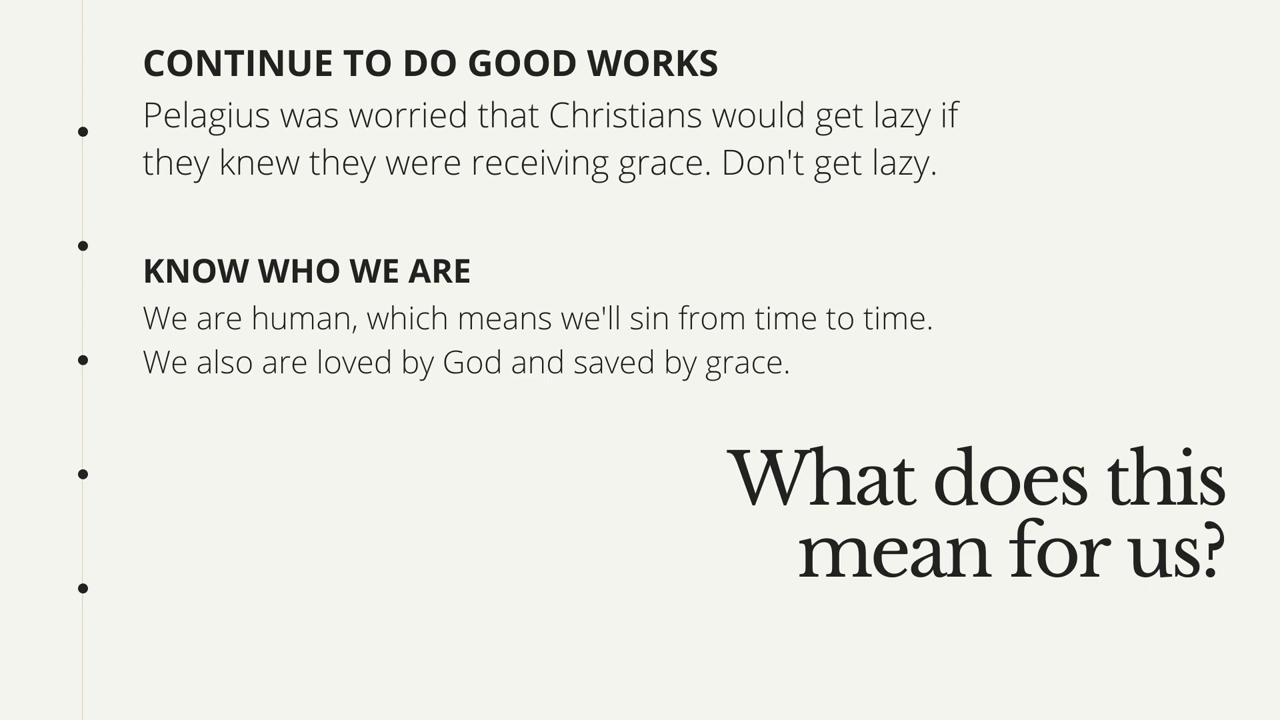 CONTINUE TO DO GOOD WORKS
Pelagius was worried that Christians would get lazy if
they knew they were receiving grace. Don't get lazy.
KNOW WHO WE ARE
We are human, which means we'll sin from time to time.
We also are loved by God and saved by grace.
What does this
mean for us?